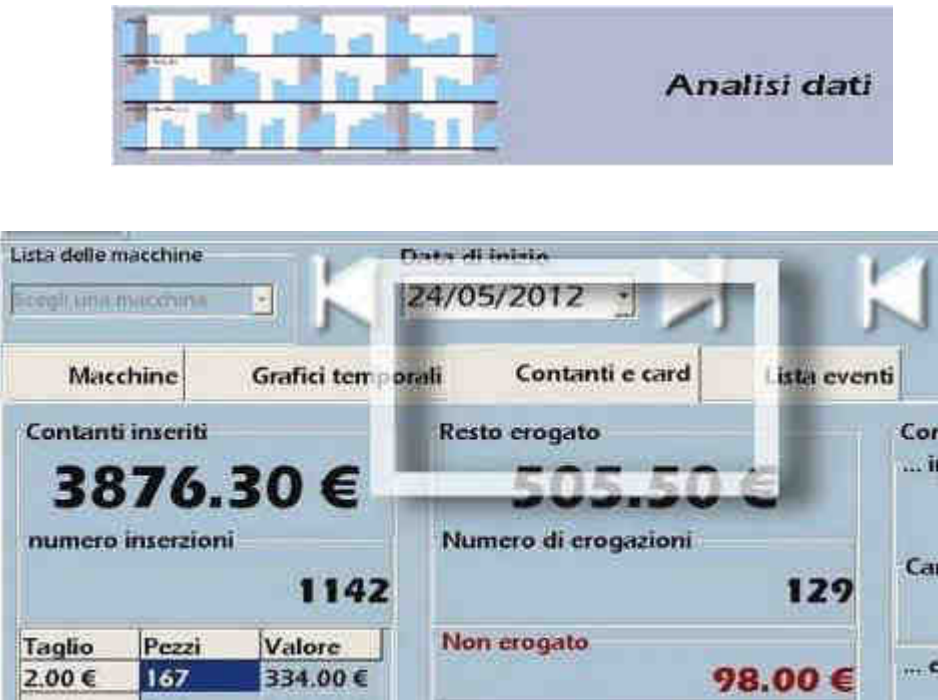 Analisi dati
Lista delle macchine
Data di inizio
Scegli una macchina
24/05/2012
Macchine
Grafici temporali
Contanti e card
Lista eventi
Contanti inseriti
Resto erogato
3876.30 €
505.50 €
numero inserzioni
Numero di erogazioni
1142
129
Taglio Pezzi Valore
Non erogato
2.00 € 167 334.00 €
98.00 €